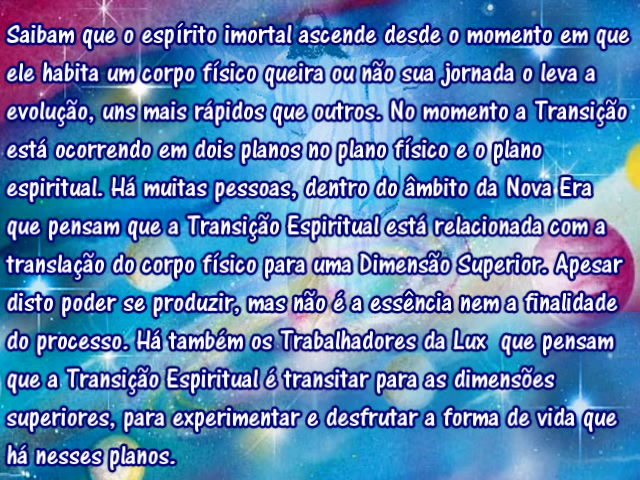 Saibam que o espírito imortal ascende desde o momento em que
ele habita um corpo físico queira ou não sua jornada o leva a
evolução, uns mais rápidos que outros. No momento a Transição
está ocorrendo em dois planos no plano físico e o plano
espiritual. Há muitas pessoas, dentro do âmbito da Nova Era
que pensam que a Transição Espiritual está relacionada com a
translação do corpo físico para uma Dimensão Superior. Apesar
disto poder se produzir, mas não é a essência nem a finalidade
do processo. Há também os Trabalhadores da Lux que pensam
que a Transição Espiritual é transitar para as dimensões
superiores, para experimentar e desfrutar a forma de vida que
há nesses planos.